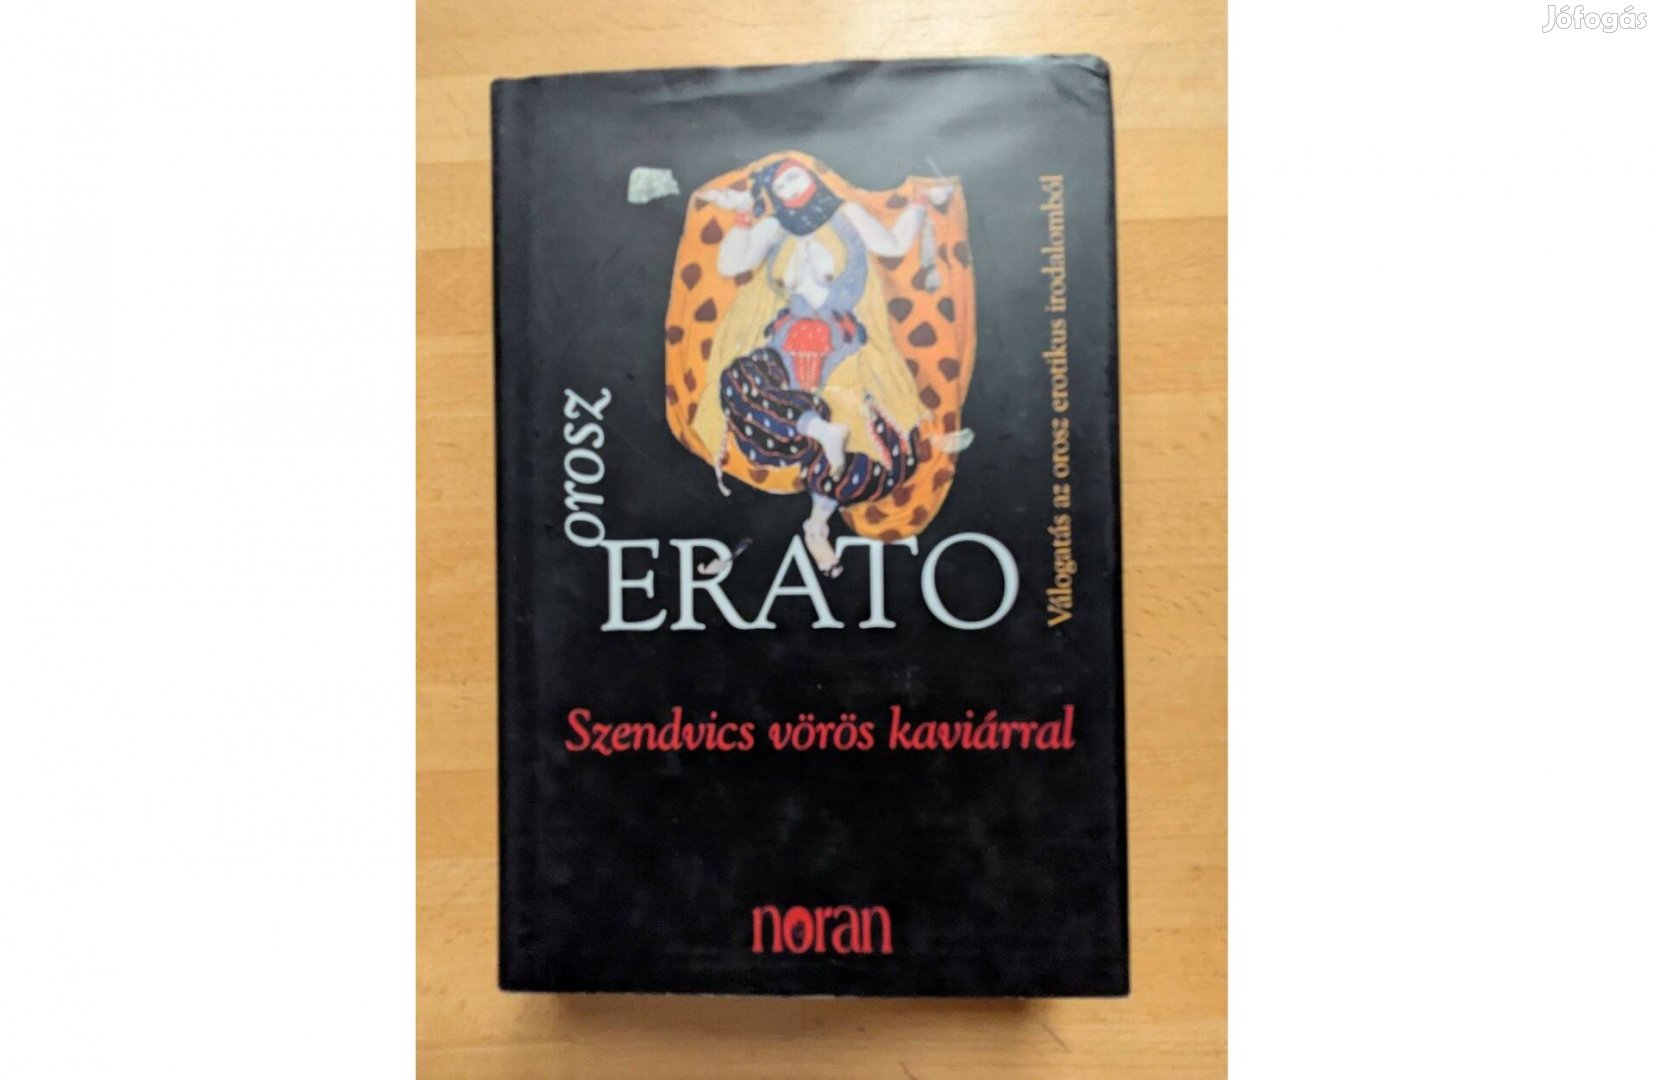 Jófogás
orosz
ERATO
Válogatás az orosz erotikus irodalomból
Szendvics vörös kaviárral
noran